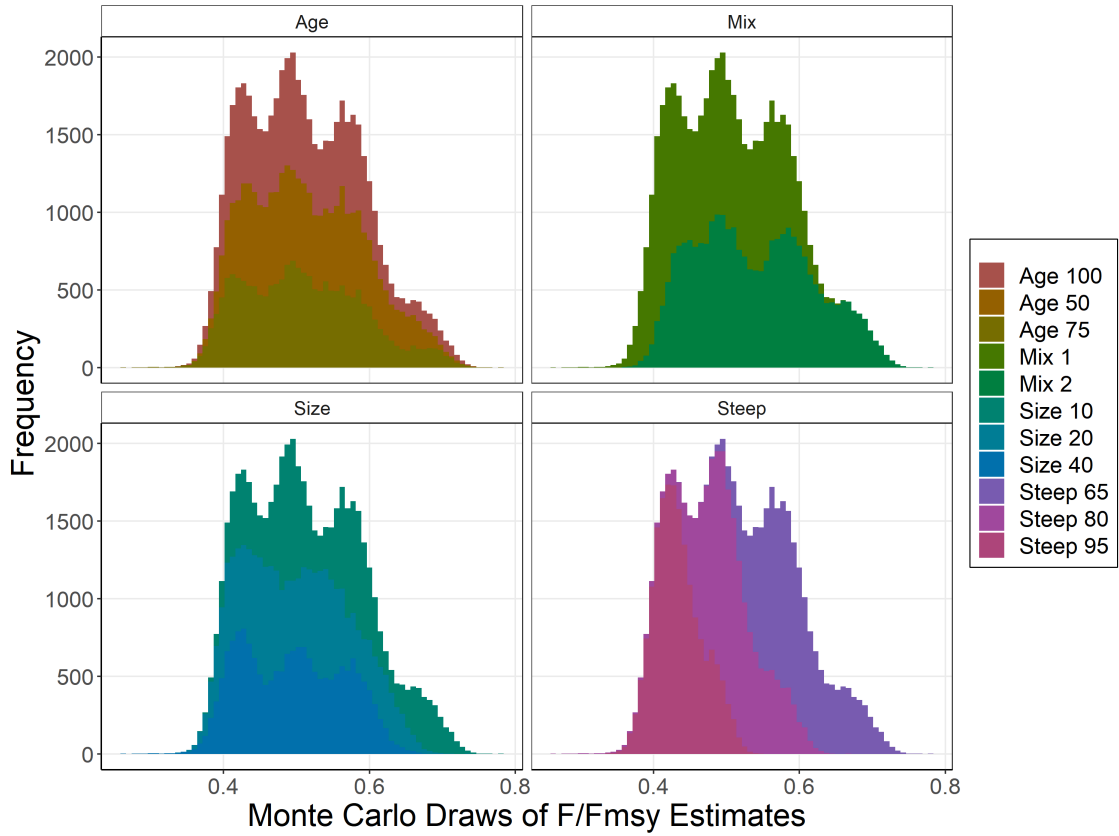 Age
Mix
2000
1500
1000
500
0
Size
Steep
2000
1500
1000
500
0
0.4
0.6
0.8
0.4
0.6
0.8
Frequency
Monte Carlo Draws of F/Fmsy Estimates
Age 100
Age 50
Age 75
Mix 1
Mix 2
Size 10
Size 20
Size 40
Steep 65
Steep 80
Steep 95